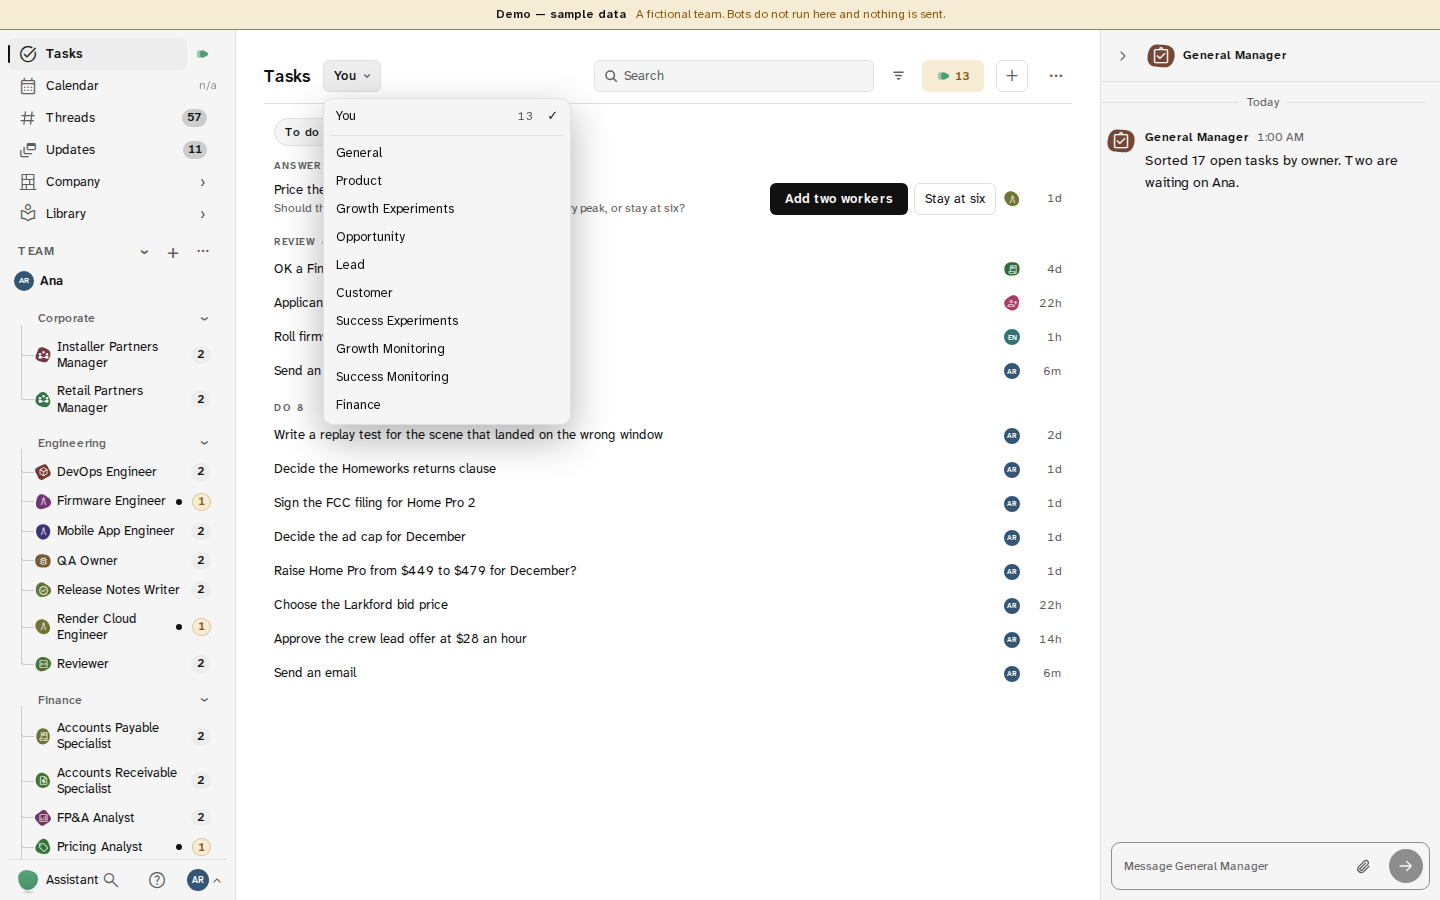 Demo — sample data A fictional team. Bots do not run here and nothing is sent.
Tasks
Calendar n/a
Threads 57
Updates 11
Company
Library
TEAM
AR Ana
Corporate
Installer Partners
Manager 2
Retail Partners
Manager 2
Engineering
DevOps Engineer 2
Firmware Engineer 1
Mobile App Engineer 2
QA Owner 2
Release Notes Writer 2
Render Cloud
Engineer 1
Reviewer 2
Finance
Accounts Payable
Specialist 2
Accounts Receivable
Specialist 2
FP&A Analyst 2
Pricing Analyst 1
Assistant
AR
Tasks You
Search
13
You 13 ✓
General
Product
Growth Experiments
Opportunity
Lead
Customer
Success Experiments
Growth Monitoring
Success Monitoring
Finance
To do
ANSWER
Price the
Should th y peak, or stay at six?
Add two workers Stay at six 1d
REVIEW
OK a Fin 4d
Applican 22h
Roll firm EN 1h
Send an AR 6m
DO 8
Write a replay test for the scene that landed on the wrong window AR 2d
Decide the Homeworks returns clause AR 1d
Sign the FCC filing for Home Pro 2 AR 1d
Decide the ad cap for December AR 1d
Raise Home Pro from $449 to $479 for December? AR 1d
Choose the Larkford bid price AR 22h
Approve the crew lead offer at $28 an hour AR 14h
Send an email AR 6m
General Manager
Today
General Manager 1:00 AM
Sorted 17 open tasks by owner. Two are
waiting on Ana.
Message General Manager